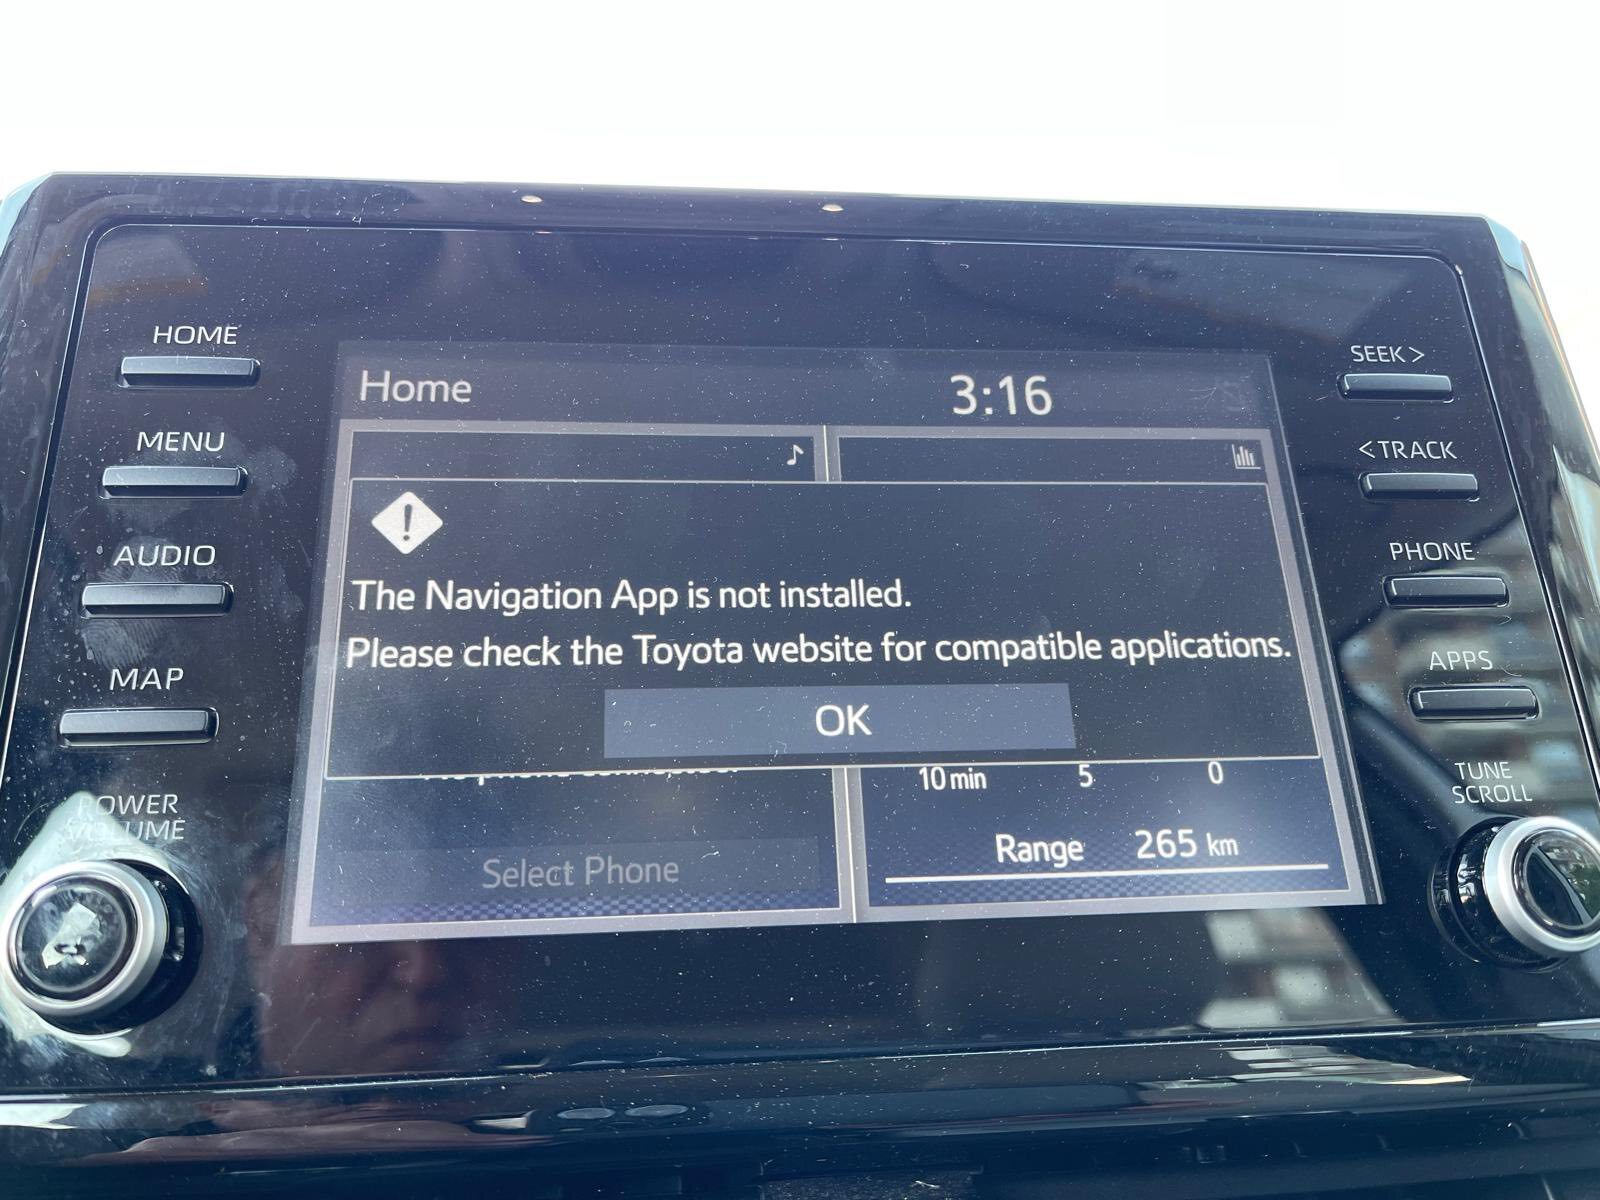 HOME
MENU
AUDIO
MAP
POWER
VOLUME
Home
3:16
!
The Navigation App is not installed.
Please check the Toyota website for compatible applications.
OK
10 min 5 0
Select Phone
Range 265 km
SEEK >
< TRACK
PHONE
APPS
TUNE
SCROLL